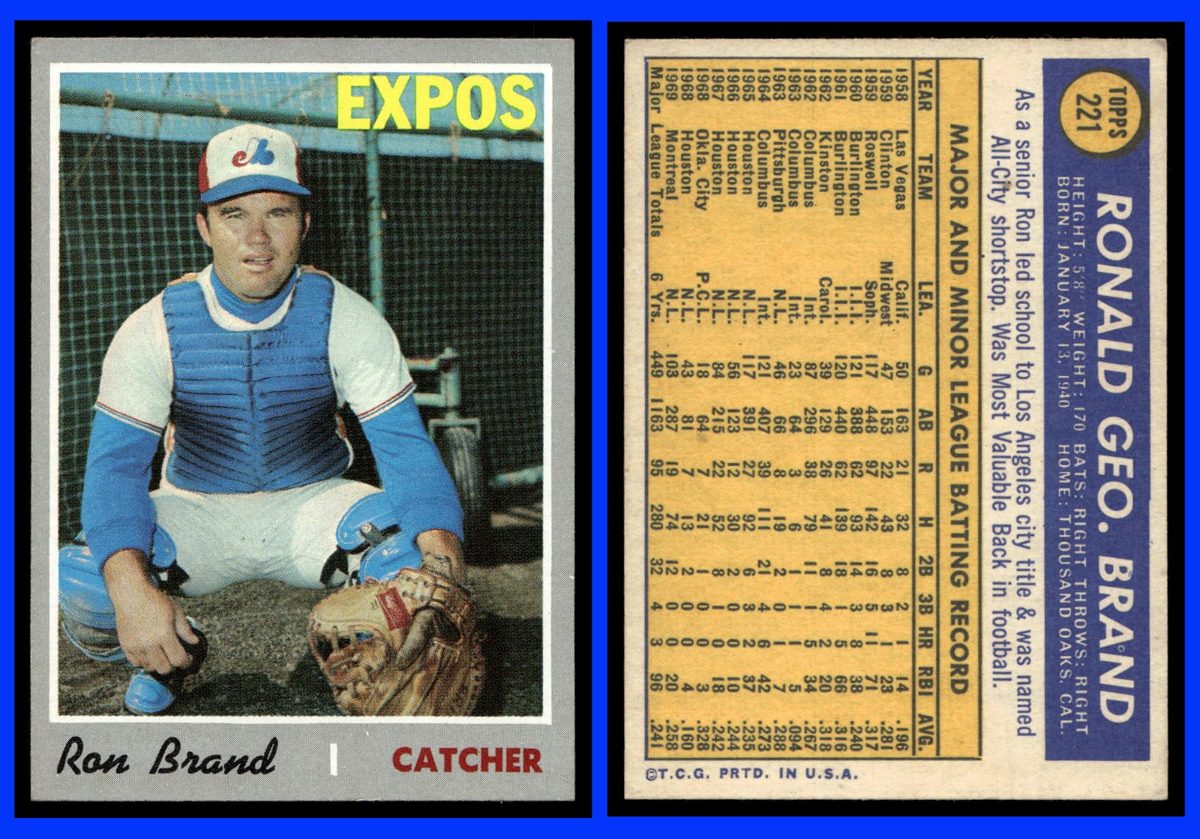 EXPOS
Ron Brand
CATCHER
TOPPS
221
RONALD GEO. BRAND
HEIGHT: 5'8" WEIGHT: 170 BATS: RIGHT THROWS: RIGHT
BORN: JANUARY 13, 1940 HOME: THOUSAND OAKS, CAL.
As a senior Ron led school to Los Angeles city title & was named
All-City shortstop. Was Most Valuable Back in football.
MAJOR AND MINOR LEAGUE BATTING RECORD
YEAR TEAM LEA. G AB R H 2B 3B HR RBI AVG.
1958 Las Vegas Calif. 50 163 21 32 8 2 1 14 .196
1959 Clinton Midwest 47 153 22 43 8 3 1 23 .281
1959 Roswell Soph. 117 448 97 142 16 5 11 71 .317
1960 Burlington I.I.I. 121 388 62 93 14 3 8 38 .240
1961 Burlington I.I.I. 120 440 62 139 18 1 5 66 .316
1962 Kinston Carol. 39 129 26 41 8 4 2 20 .318
1962 Columbus Int. 87 296 38 79 11 1 5 34 .267
1963 Columbus Int. 23 64 3 6 1 1 1 5 .094
1963 Pittsburgh N.L. 46 66 8 19 2 0 1 7 .288
1964 Columbus Int. 121 407 39 111 21 4 6 42 .273
1965 Houston N.L. 117 391 27 92 6 3 2 37 .235
1966 Houston N.L. 56 123 12 30 2 0 0 10 .244
1967 Houston N.L. 84 215 22 52 8 1 0 18 .242
1968 Okla. City P.C.L. 18 64 7 21 1 0 1 3 .328
1968 Houston N.L. 43 81 7 13 2 0 0 4 .160
1969 Montreal N.L. 103 287 19 74 12 0 0 20 .258
Major League Totals 6 Yrs. 449 1163 95 280 32 4 3 96 .241
©T.C.G. PRTD. IN U.S.A.